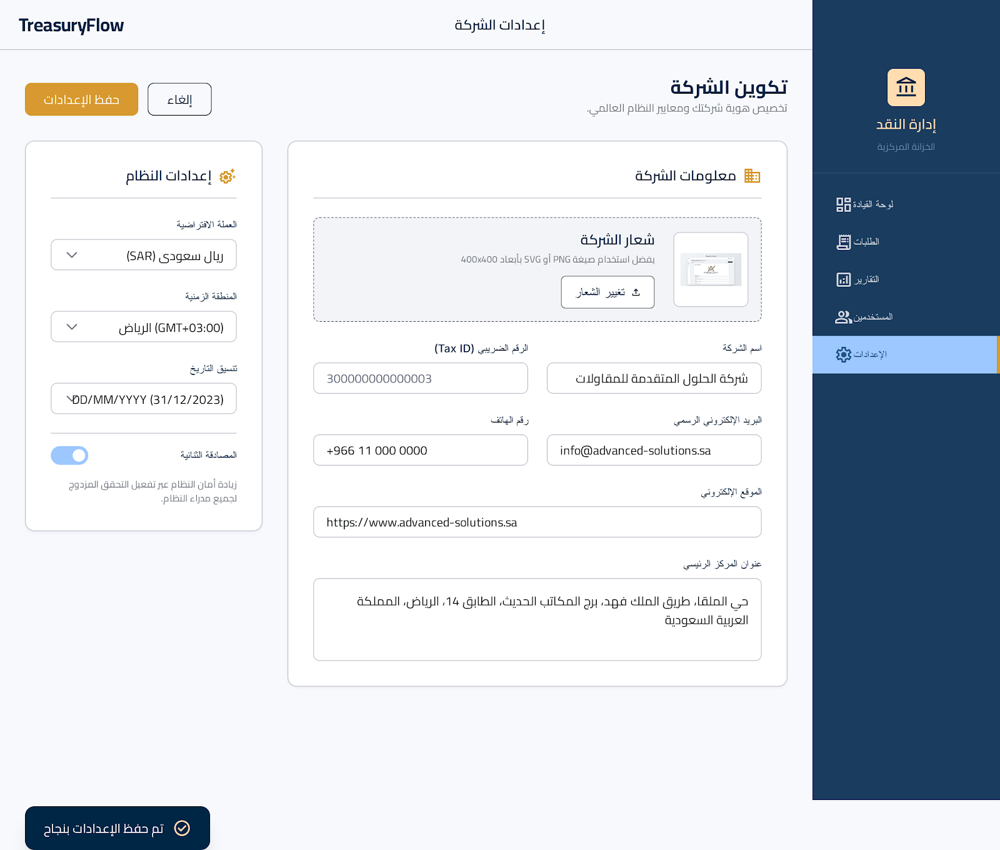 TreasuryFlow
إعدادات الشركة
إدارة النقد
الخزانة المركزية
لوحة القيادة
الطلبات
التقارير
المستخدمين
الإعدادات
تكوين الشركة
تخصيص هوية شركتك ومعايير النظام العالمي.
إلغاء
حفظ الإعدادات
معلومات الشركة
شعار الشركة
يفضل استخدام صيغة PNG أو SVG بأبعاد 400x400
تغيير الشعار
اسم الشركة
شركة الحلول المتقدمة للمقاولات
الرقم الضريبي (Tax ID)
300000000000003
البريد الإلكتروني الرسمي
info@advanced-solutions.sa
رقم الهاتف
+966 11 000 0000
الموقع الإلكتروني
https://www.advanced-solutions.sa
عنوان المركز الرئيسي
حي الملقا، طريق الملك فهد، برج المكاتب الحديث، الطابق 14، الرياض، المملكة
العربية السعودية
إعدادات النظام
العملة الافتراضية
ريال سعودي (SAR)
المنطقة الزمنية
(GMT+03:00) الرياض
تنسيق التاريخ
DD/MM/YYYY (31/12/2023)
المصادقة الثنائية
زيادة أمان النظام عبر تفعيل التحقق المزدوج
لجميع مدراء النظام.
تم حفظ الإعدادات بنجاح